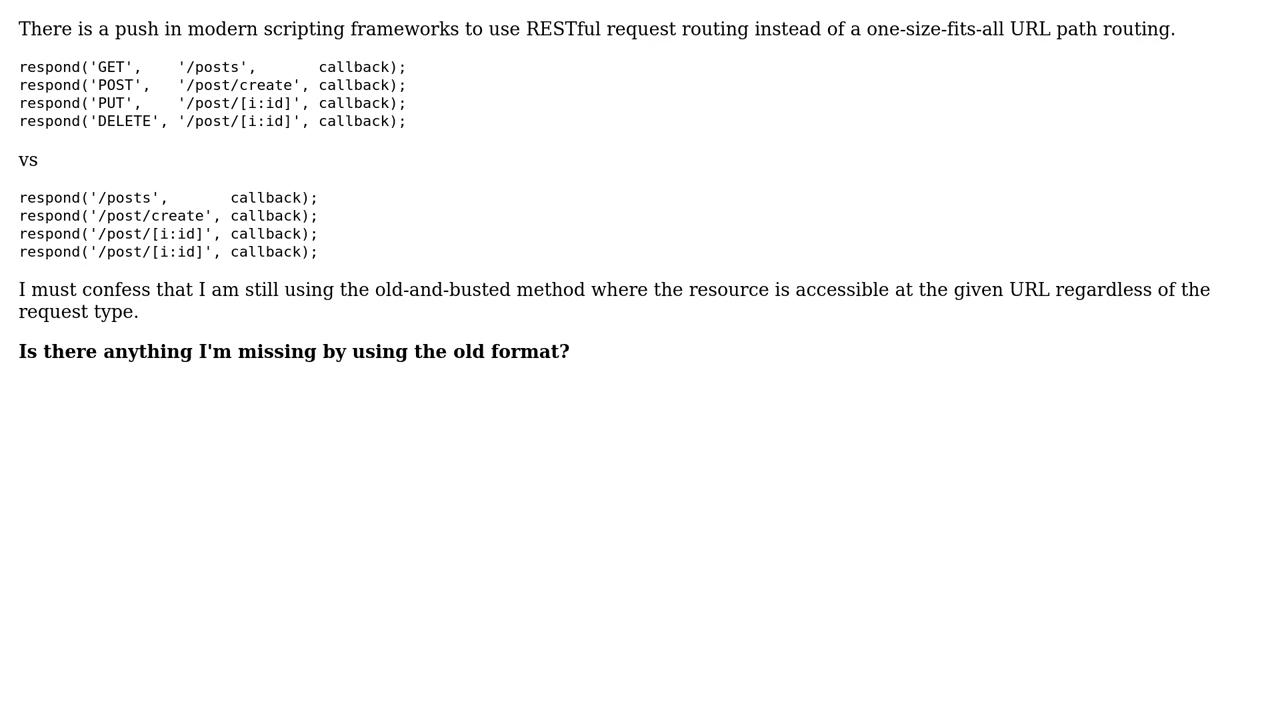 There is a push in modern scripting frameworks to use RESTful request routing instead of a one-size-fits-all URL path routing.
respond('GET',    '/posts',       callback);
respond('POST',   '/post/create', callback);
respond('PUT',    '/post/[i:id]', callback);
respond('DELETE', '/post/[i:id]', callback);
vs
respond('/posts',       callback);
respond('/post/create', callback);
respond('/post/[i:id]', callback);
respond('/post/[i:id]', callback);
I must confess that I am still using the old-and-busted method where the resource is accessible at the given URL regardless of the
request type.
Is there anything I'm missing by using the old format?